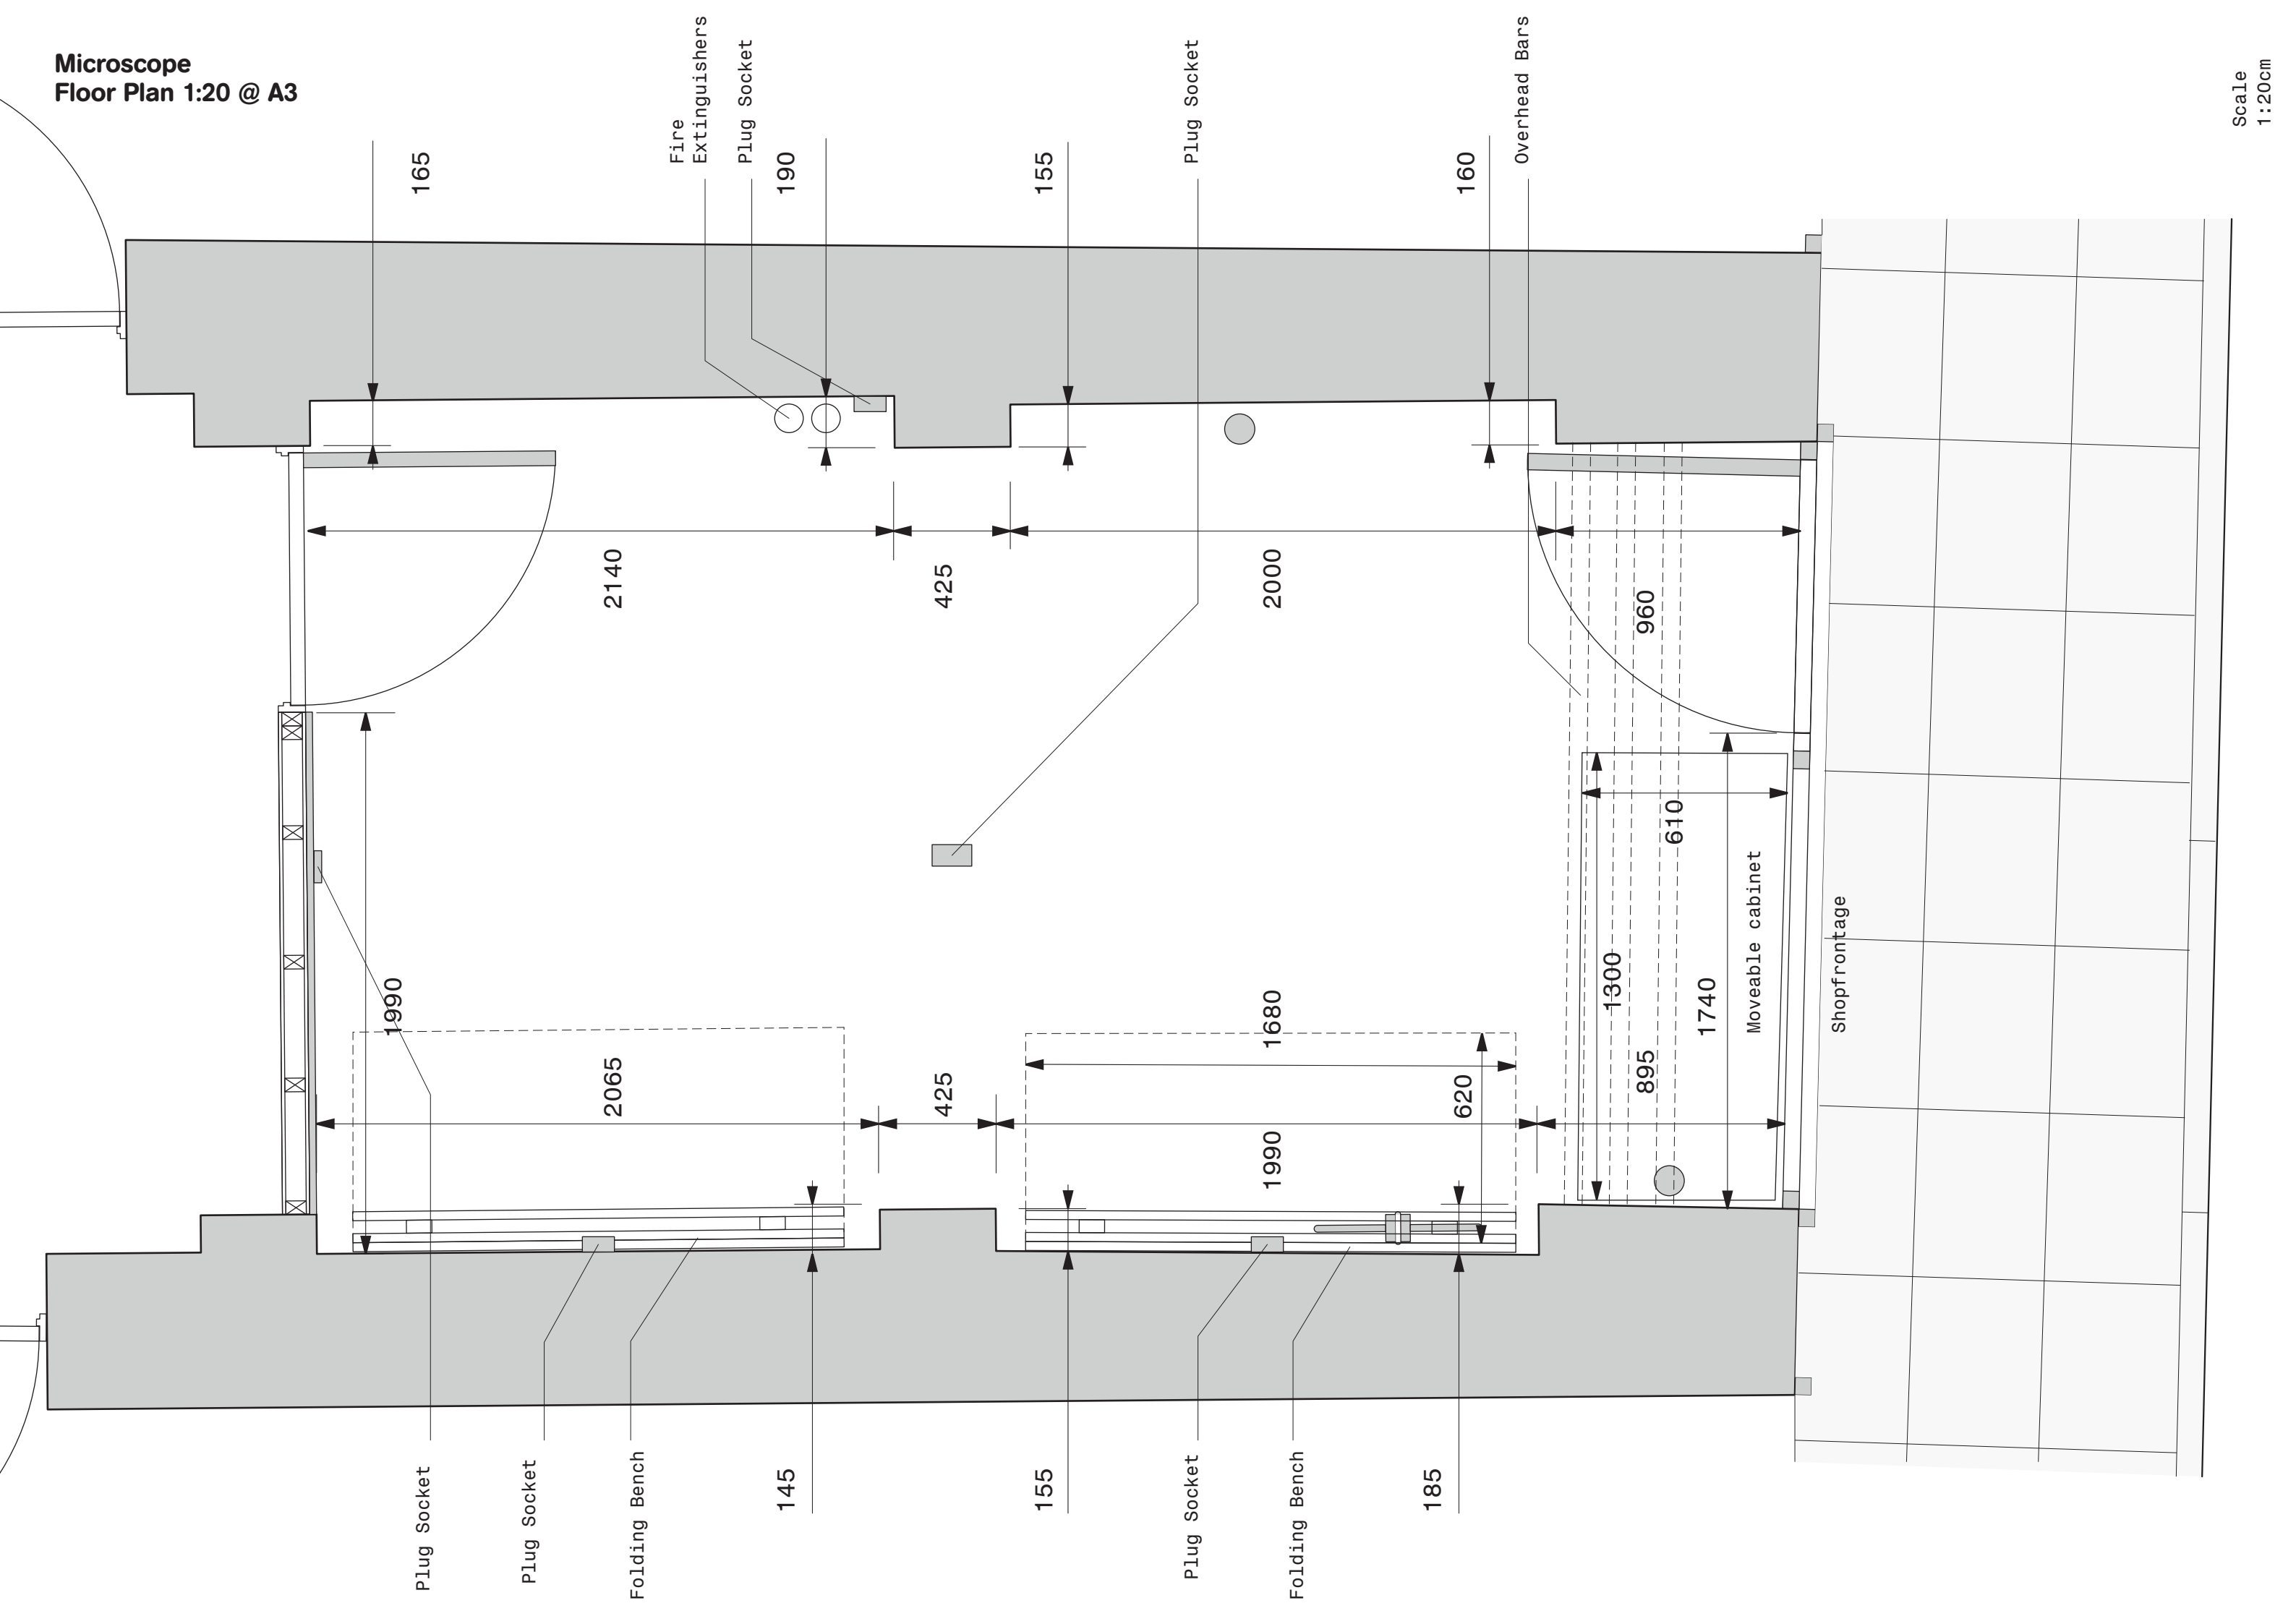 Microscope
Floor Plan 1:20 @ A3
165
Fire
Extinguishers
Plug Socket
190
155
Plug Socket
160
Overhead Bars
Scale
1:20cm
2140
425
2000
960
610
1990
2065
425
1680
1990
620
1300
895
1740
Moveable cabinet
Shopfrontage
Plug Socket
Plug Socket
Folding Bench
145
155
Plug Socket
Folding Bench
185